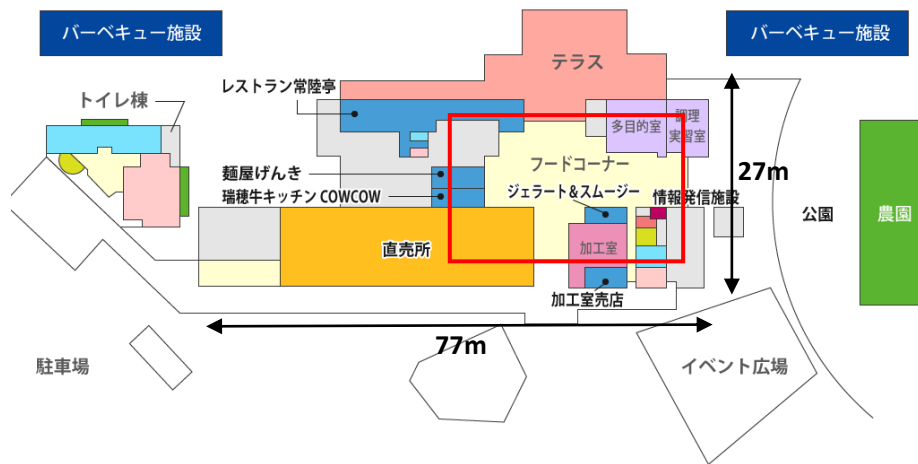 バーベキュー施設
バーベキュー施設
テラス
レストラン常陸亭
トイレ棟
多目的室
調理
実習室
フードコーナー
麺屋げんき
27m
ジェラート&スムージー
瑞穂牛キッチン COWCOW
情報発信施設
公園
農園
直売所
加工室
加工室売店
77m
駐車場
イベント広場